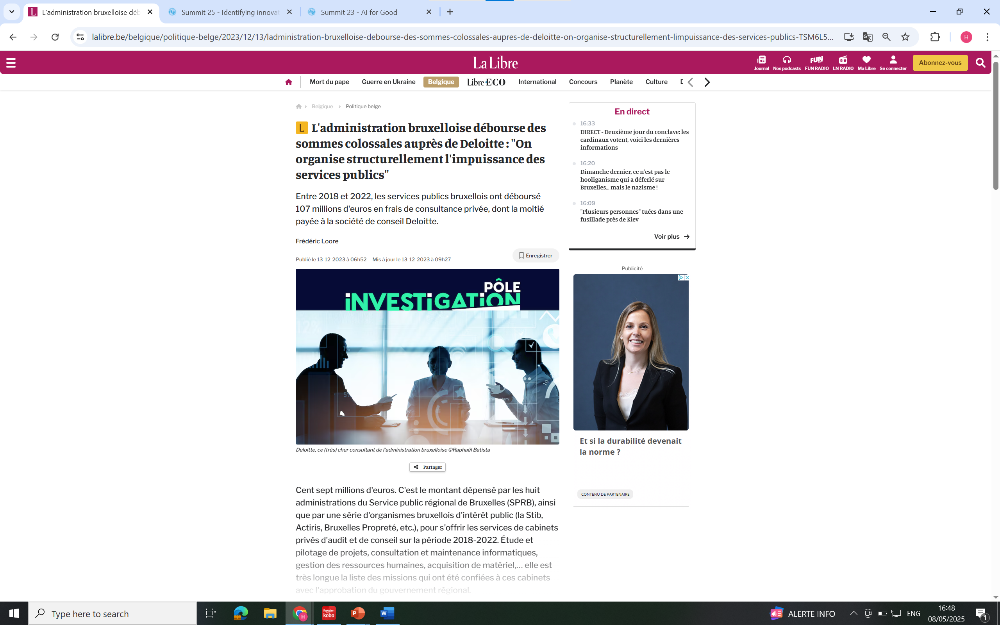 L'administration bruxelloise déb
Summit 25 - Identifying innovat
Summit 23 - AI for Good
lalibre.be/belgique/politique-belge/2023/12/13/ladministration-bruxelloise-debourse-des-sommes-colossales-aupres-de-deloitte-on-organise-structurellement-limpuissance-des-services-publics-TSM6L5...
H
La Libre
Journal
Nos podcasts
FUN
FUN RADIO
LN RADIO
Ma Libre
Se connecter
Abonnez-vous
Mort du pape
Guerre en Ukraine
Belgique
Libre ECO
International
Concours
Planète
Culture
Belgique > Politique belge
L L'administration bruxelloise débourse des
sommes colossales auprès de Deloitte : "On
organise structurellement l'impuissance des
services publics"
Entre 2018 et 2022, les services publics bruxellois ont déboursé
107 millions d'euros en frais de consultance privée, dont la moitié
payée à la société de conseil Deloitte.
Frédéric Loore
Publié le 13-12-2023 à 06h52 - Mis à jour le 13-12-2023 à 09h27
Enregistrer
PÔLE
iNVESTiGATiON
12%
1%
5%
10
Deloitte, ce (très) cher consultant de l'administration bruxelloise ©Raphaël Batista
Partager
Cent sept millions d'euros. C'est le montant dépensé par les huit
administrations du Service public régional de Bruxelles (SPRB), ainsi
que par une série d'organismes bruxellois d'intérêt public (la Stib,
Actiris, Bruxelles Propreté, etc.), pour s'offrir les services de cabinets
privés d'audit et de conseil sur la période 2018-2022. Étude et
pilotage de projets, consultation et maintenance informatiques,
gestion des ressources humaines, acquisition de matériel,... elle est
très longue la liste des missions qui ont été confiées à ces cabinets
avec l'approbation du gouvernement régional.
En direct
16:33
DIRECT - Deuxième jour du conclave: les
cardinaux votent, voici les dernières
informations
16:20
Dimanche dernier, ce n'est pas le
hooliganisme qui a déferlé sur
Bruxelles... mais le nazisme !
16:09
"Plusieurs personnes" tuées dans une
fusillade près de Kiev
Voir plus
Publicité
Et si la durabilité devenait
la norme ?
CONTENU DE PARTENAIRE
Type here to search
Rakuten
kobo
P
W
ALERTE INFO
ENG
16:48
08/05/2025
1